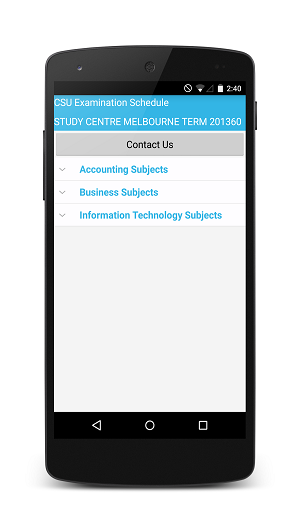 2:40
CSU Examination Schedule
STUDY CENTRE MELBOURNE TERM 201360
Contact Us
Accounting Subjects
Business Subjects
Information Technology Subjects